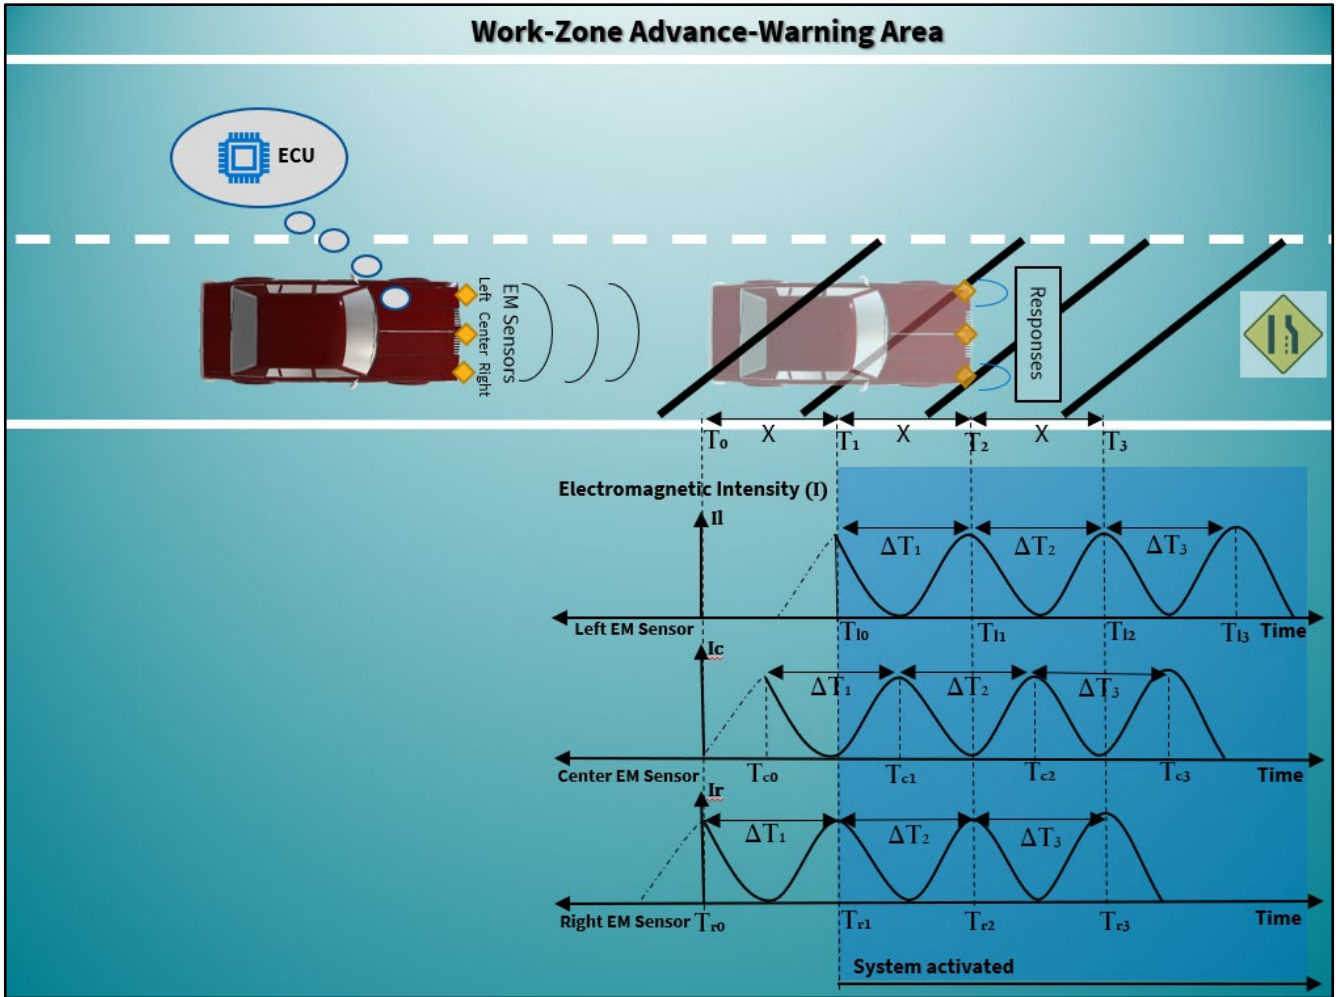 Work-Zone Advance-Warning Area
ECU
Left Center Right
EM Sensors
Responses
T₀ X T₁ X T₂ X T₃
Electromagnetic Intensity (I)
Il
ΔT₁ ΔT₂ ΔT₃
Left EM Sensor Tl₀ Tl₁ Tl₂ Tl₃ Time
Ic
ΔT₁ ΔT₂ ΔT₃
Center EM Sensor Tc₀ Tc₁ Tc₂ Tc₃ Time
Ir
ΔT₁ ΔT₂ ΔT₃
Right EM Sensor Tr₀ Tr₁ Tr₂ Tr₃ Time
System activated